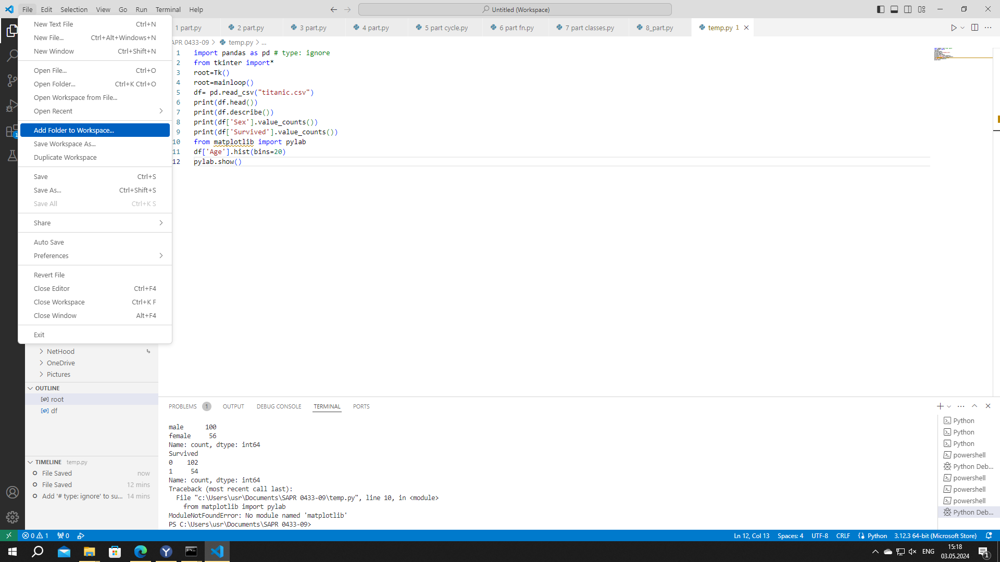 File Edit Selection View Go Run Terminal Help
Untitled (Workspace)
New Text File Ctrl+N
New File... Ctrl+Alt+Windows+N
New Window Ctrl+Shift+N
Open File... Ctrl+O
Open Folder... Ctrl+K Ctrl+O
Open Workspace from File...
Open Recent
Add Folder to Workspace...
Save Workspace As...
Duplicate Workspace
Save Ctrl+S
Save As... Ctrl+Shift+S
Save All Ctrl+K S
Share
Auto Save
Preferences
Revert File
Close Editor Ctrl+F4
Close Workspace Ctrl+K F
Close Window Alt+F4
Exit
1
NetHood
OneDrive
Pictures
OUTLINE
root
df
TIMELINE temp.py
File Saved now
File Saved 12 mins
Add '# type: ignore' to su... 14 mins
1 part.py 2 part.py 3 part.py 4 part.py 5 part cycle.py 6 part fn.py 7 part classes.py 8_part.py temp.py 1
APR 0433-09 > temp.py > ...
1 import pandas as pd # type: ignore
2 from tkinter import*
3 root=Tk()
4 root=mainloop()
5 df= pd.read_csv("titanic.csv")
6 print(df.head())
7 print(df.describe())
8 print(df['Sex'].value_counts())
9 print(df['Survived'].value_counts())
10 from matplotlib import pylab
11 df['Age'].hist(bins=20)
12 pylab.show()
PROBLEMS 1 OUTPUT DEBUG CONSOLE TERMINAL PORTS
male 100
female 56
Name: count, dtype: int64
Survived
0 102
1 54
Name: count, dtype: int64
Traceback (most recent call last):
File "c:\Users\usr\Documents\SAPR 0433-09\temp.py", line 10, in <module>
from matplotlib import pylab
ModuleNotFoundError: No module named 'matplotlib'
PS C:\Users\usr\Documents\SAPR 0433-09>
Python
Python
Python
powershell
Python Deb...
powershell
powershell
powershell
Python Deb...
0 1 0 Ln 12, Col 13 Spaces: 4 UTF-8 CRLF Python 3.12.3 64-bit (Microsoft Store)
ENG
15:18
03.05.2024
1